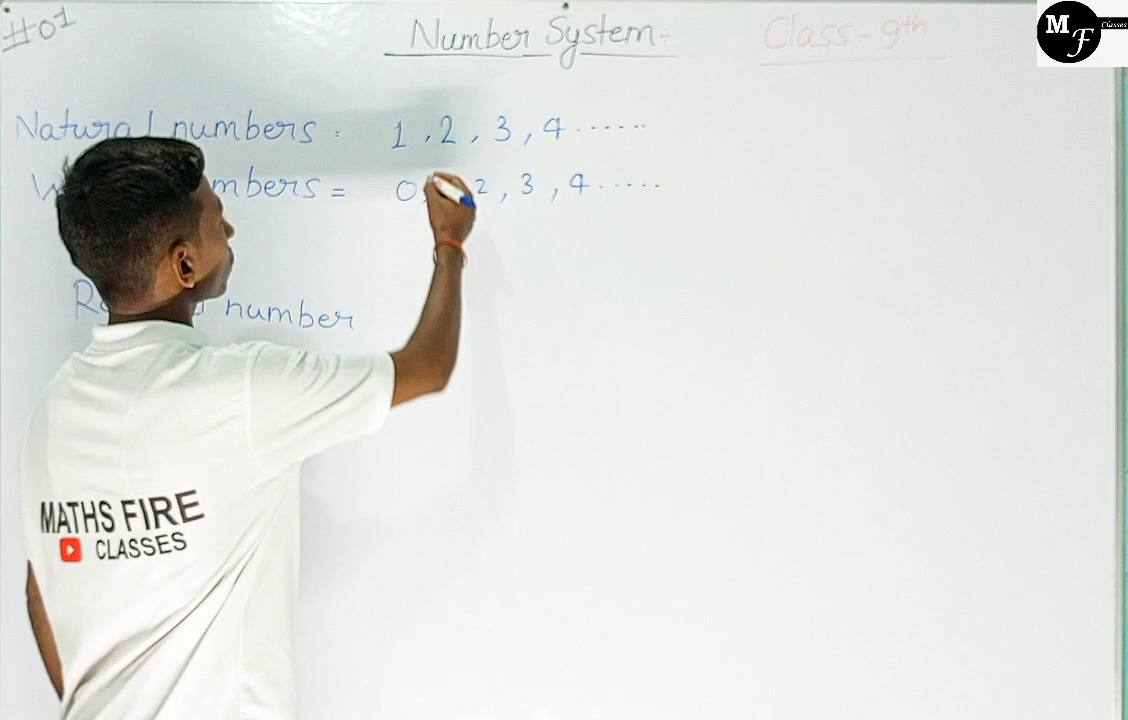 #01
Number System-
Class-9th
M
F
Classes
Natural numbers = 1, 2, 3, 4 ......
mbers = 0, 2, 3, 4 .....
number
MATHS FIRE
CLASSES